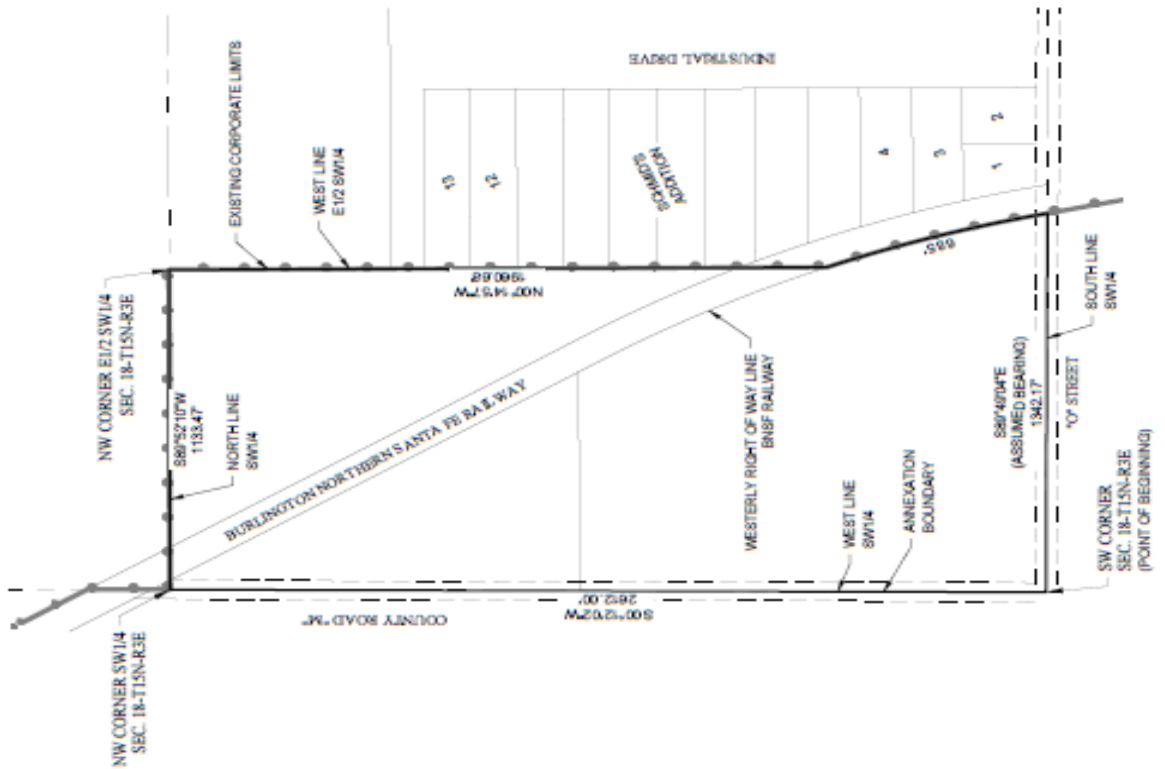 NW CORNER SW1/4
SEC. 18-T15N-R3E
NW CORNER E1/2 SW1/4
SEC. 18-T15N-R3E
EXISTING CORPORATE LIMITS
WEST LINE
E1/2 SW1/4
S89°52'10"W
1133.47'
NORTH LINE
SW1/4
N00°14'57"W
1960.68'
BURLINGTON NORTHERN SANTA FE RAILWAY
COUNTY ROAD "M"
S00°12'02"W
2612.00'
INDUSTRIAL DRIVE
SCHMIDT'S
ADDITION
13
12
4
3
2
1
685'
WESTERLY RIGHT OF WAY LINE
BNSF RAILWAY
WEST LINE
SW1/4
ANNEXATION
BOUNDARY
S89°49'04"E
(ASSUMED BEARING)
1342.17'
SOUTH LINE
SW1/4
"O" STREET
SW CORNER
SEC. 18-T15N-R3E
(POINT OF BEGINNING)